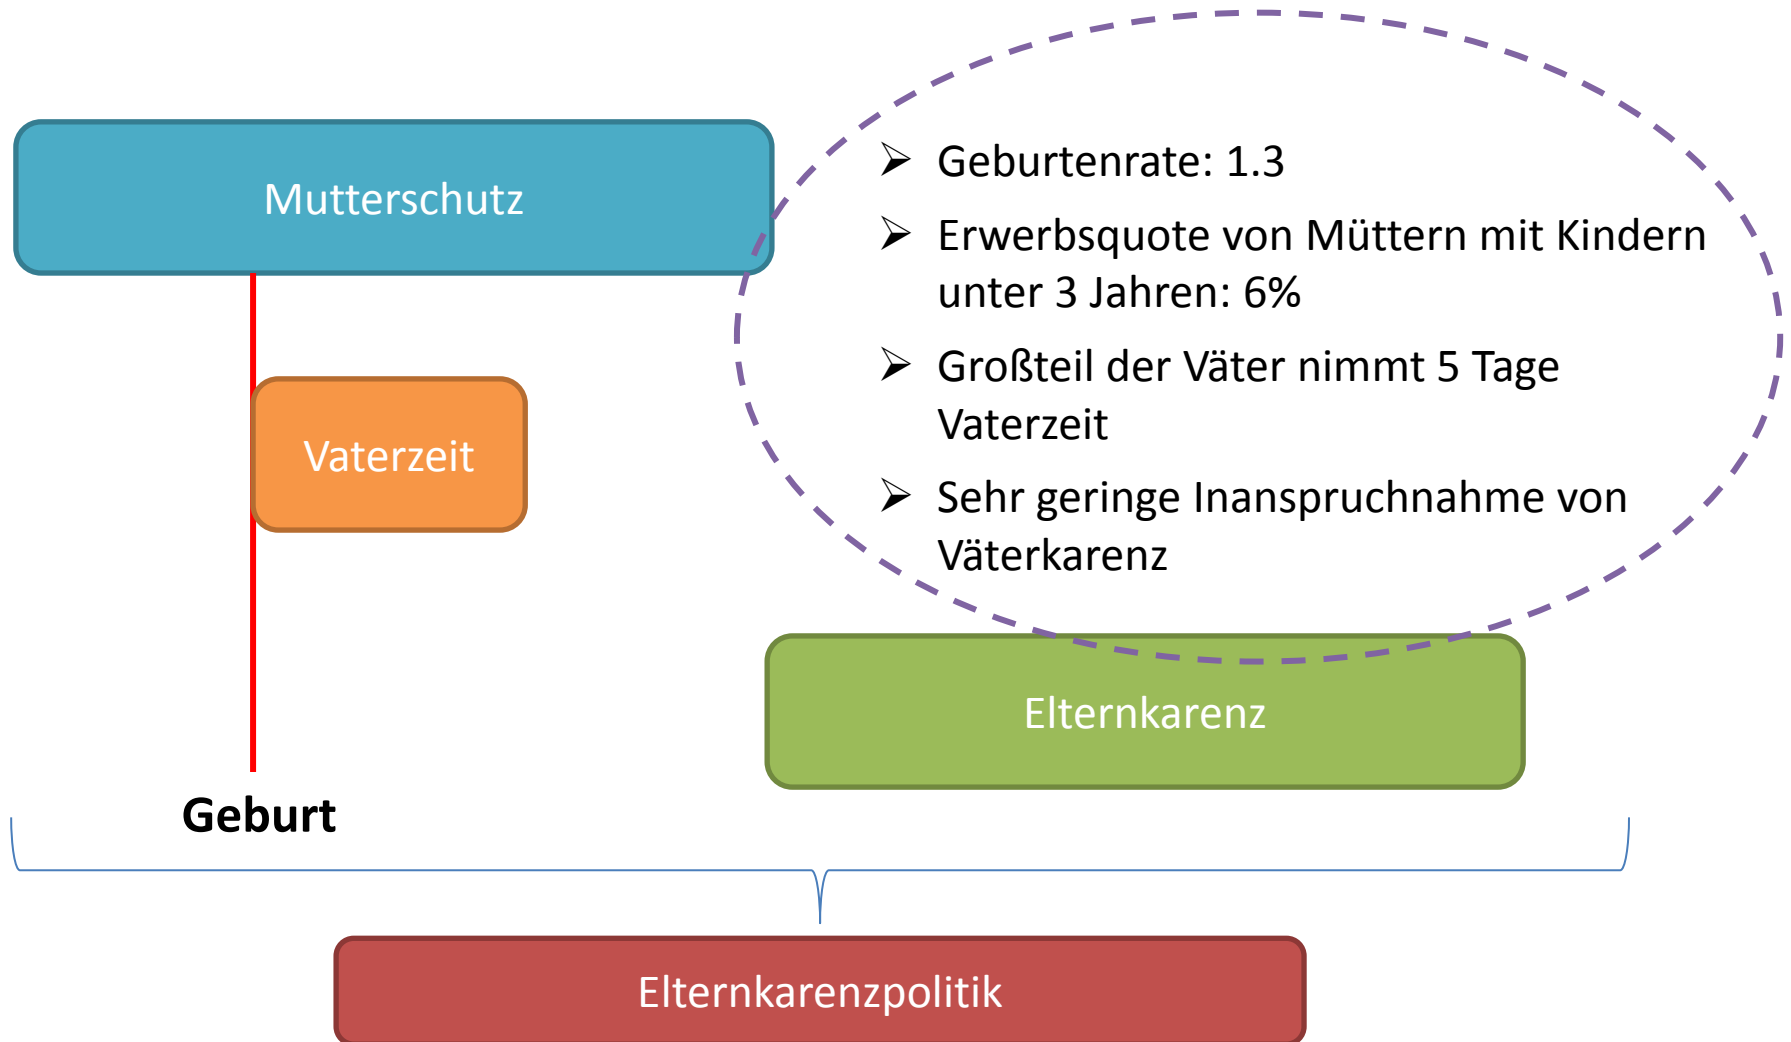 Mutterschutz
➢ Geburtenrate: 1.3
➢ Erwerbsquote von Müttern mit Kindern
unter 3 Jahren: 6%
➢ Großteil der Väter nimmt 5 Tage
Vaterzeit
➢ Sehr geringe Inanspruchnahme von
Väterkarenz
Vaterzeit
Elternkarenz
Geburt
Elternkarenzpolitik